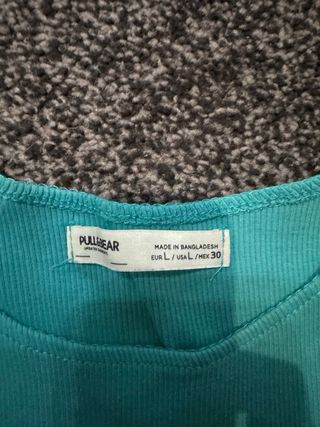 PULL&BEAR
MADE IN BANGLADESH
EUR L / USA L / MEX 30